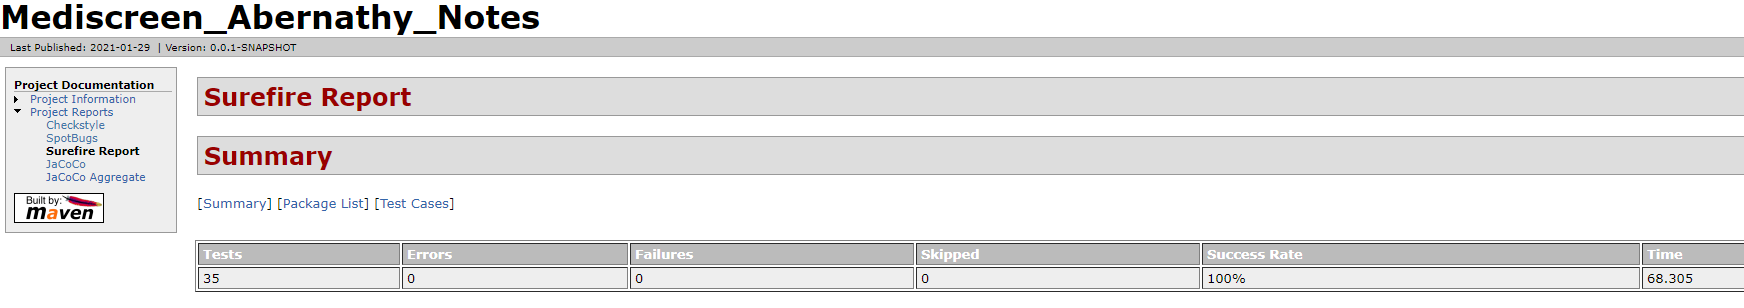 Mediscreen_Abernathy_Notes
Last Published: 2021-01-29 | Version: 0.0.1-SNAPSHOT
Project Documentation
Project Information
Project Reports
Checkstyle
SpotBugs
Surefire Report
JaCoCo
JaCoCo Aggregate
Built by:
maven
Surefire Report
Summary
[Summary] [Package List] [Test Cases]
Tests Errors Failures Skipped Success Rate Time
35 0 0 0 100% 68.305